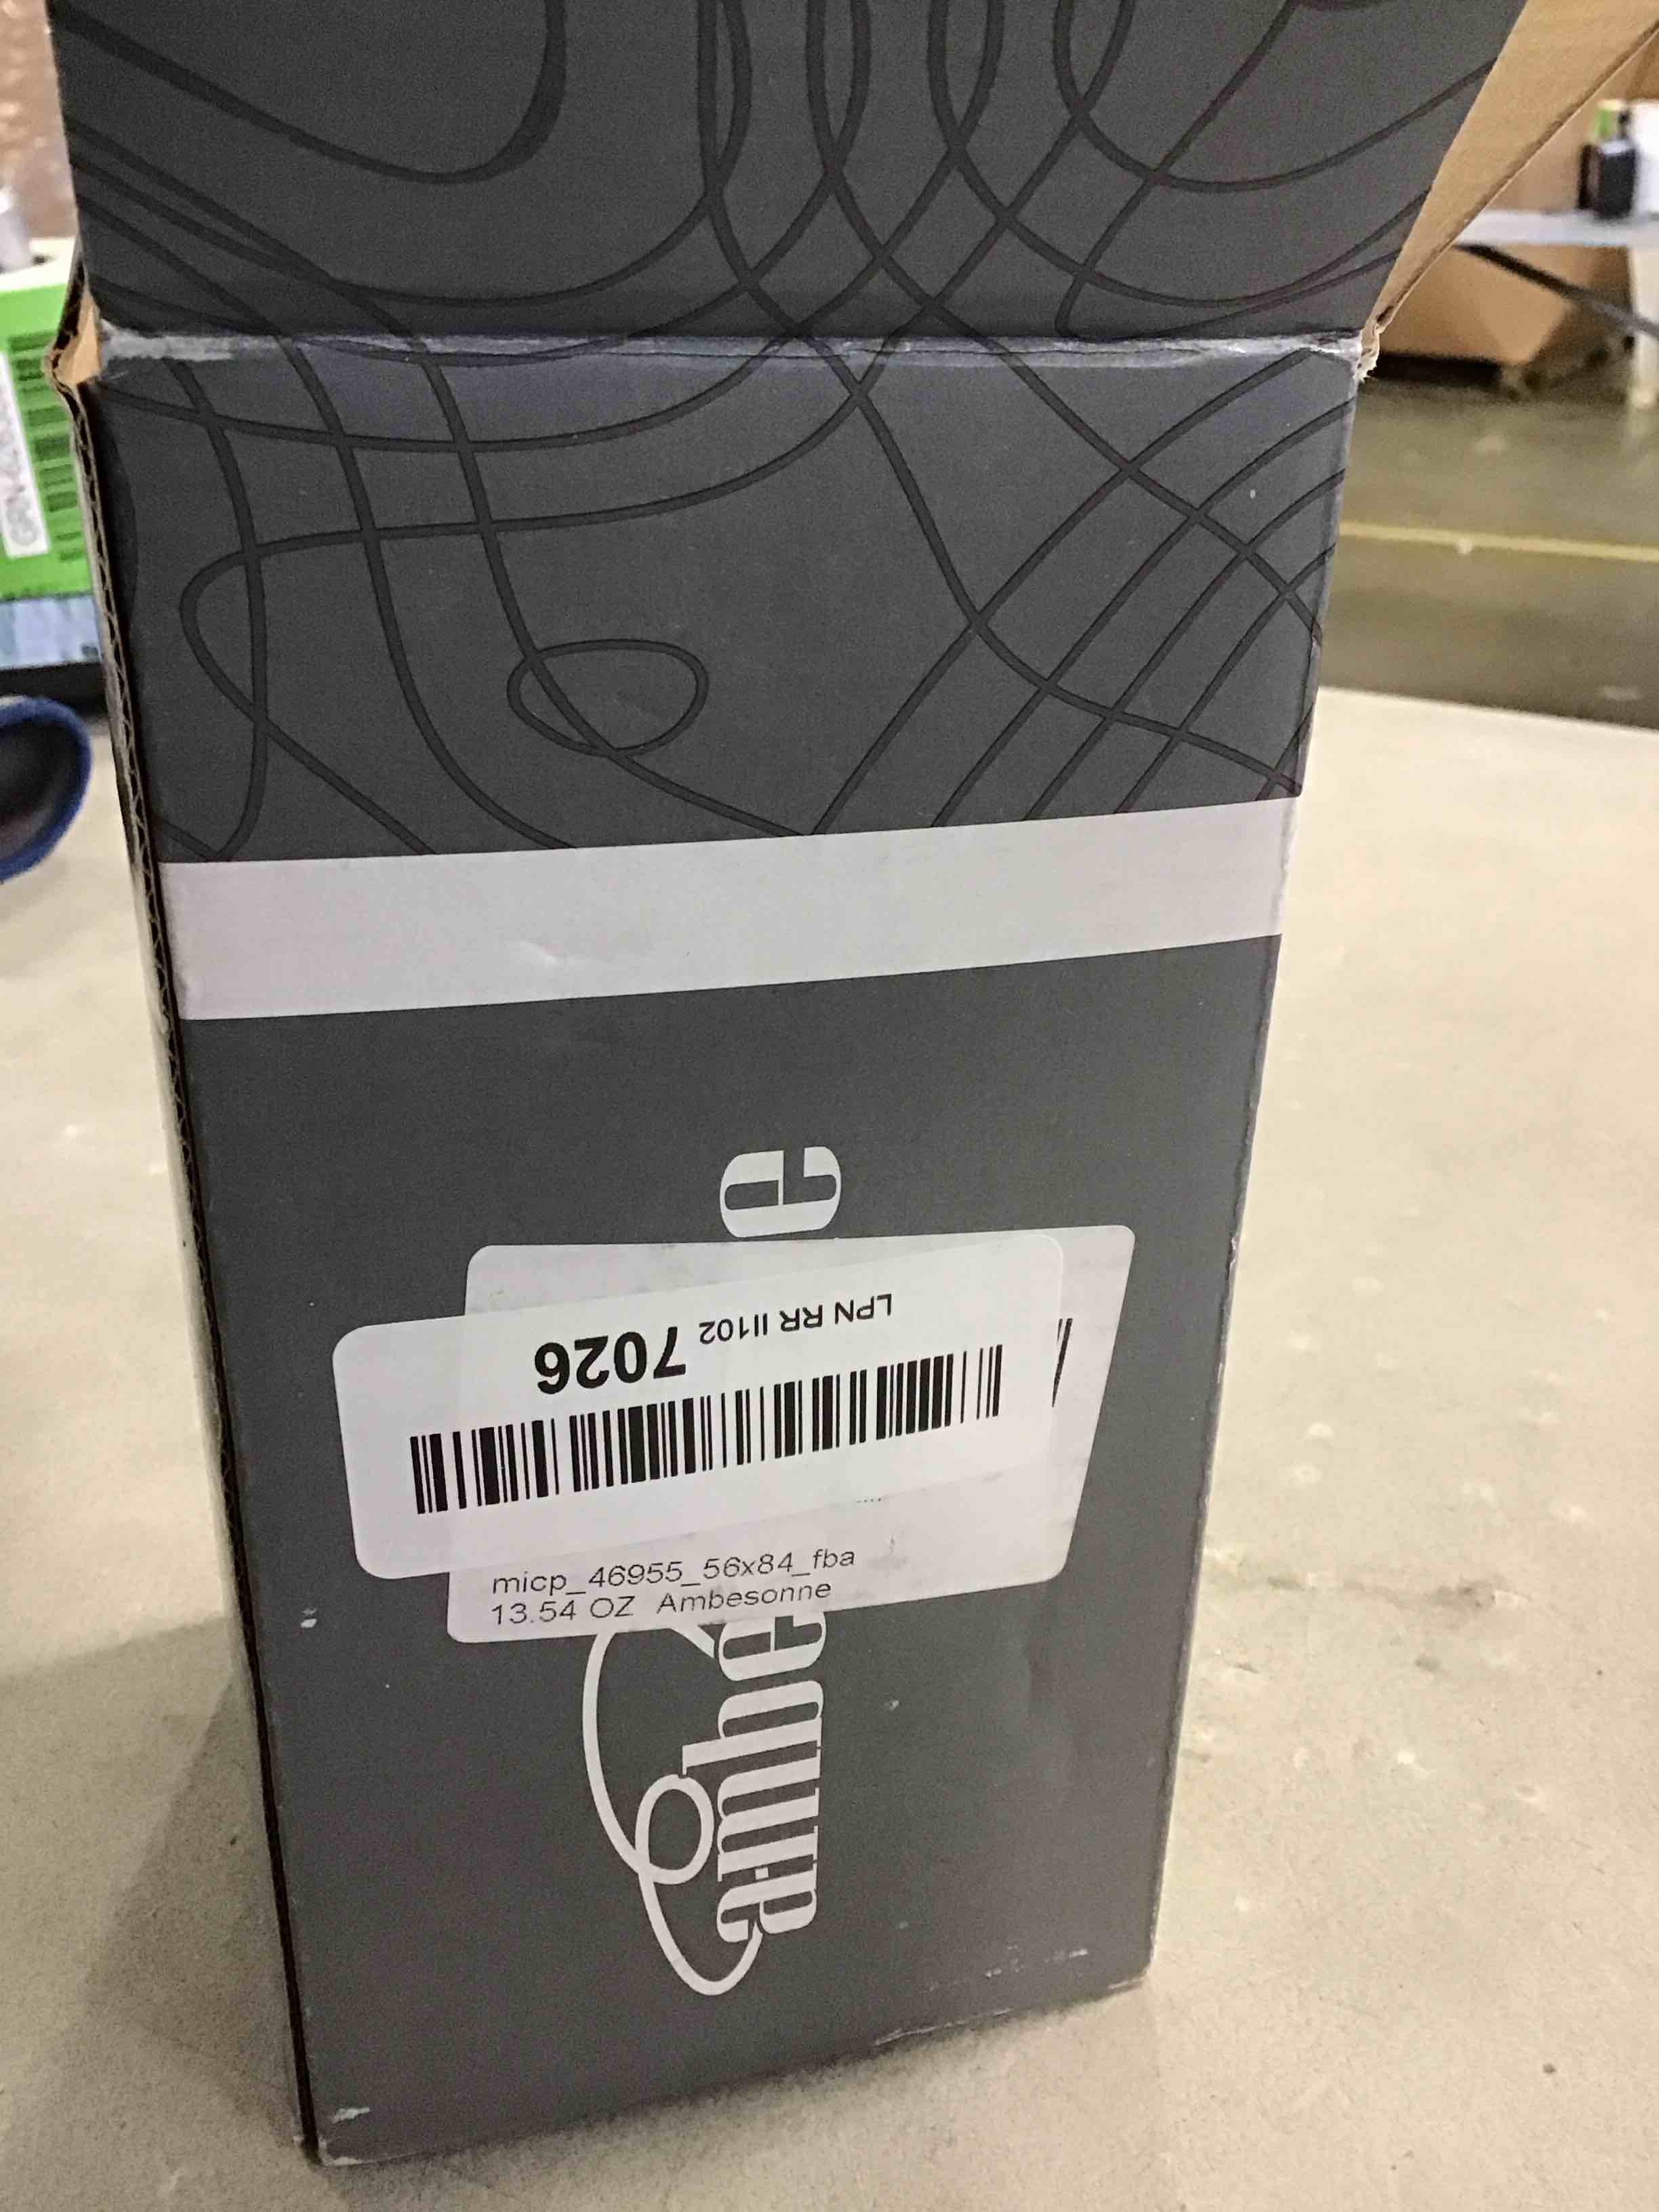 LPN RR II102 7026
micp_46955_56x84_fba
13.54 OZ Ambesonne
ambe
e